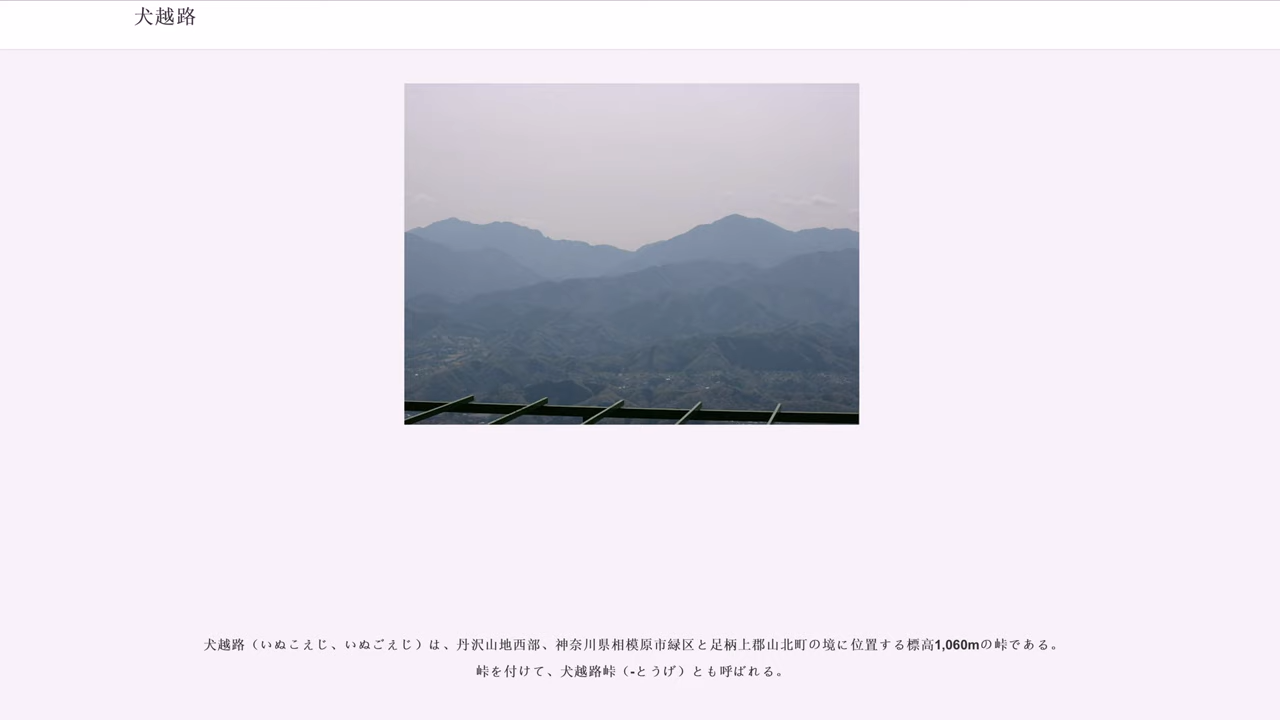 犬越路
犬越路（いぬこえじ、いぬごえじ）は、丹沢山地西部、神奈川県相模原市緑区と足柄上郡山北町の境に位置する標高1,060mの峠である。
峠を付けて、犬越路峠（-とうげ）とも呼ばれる。